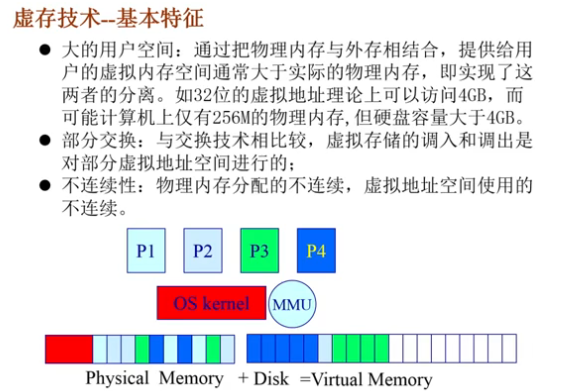 虚存技术--基本特征
● 大的用户空间：通过把物理内存与外存相结合，提供给用
户的虚拟内存空间通常大于实际的物理内存，即实现了这
两者的分离。如32位的虚拟地址理论上可以访问4GB，而
可能计算机上仅有256M的物理内存,但硬盘容量大于4GB。
● 部分交换：与交换技术相比较，虚拟存储的调入和调出是
对部分虚拟地址空间进行的；
● 不连续性：物理内存分配的不连续，虚拟地址空间使用的
不连续。
P1 P2 P3 P4
OS kernel MMU
Physical Memory + Disk =Virtual Memory